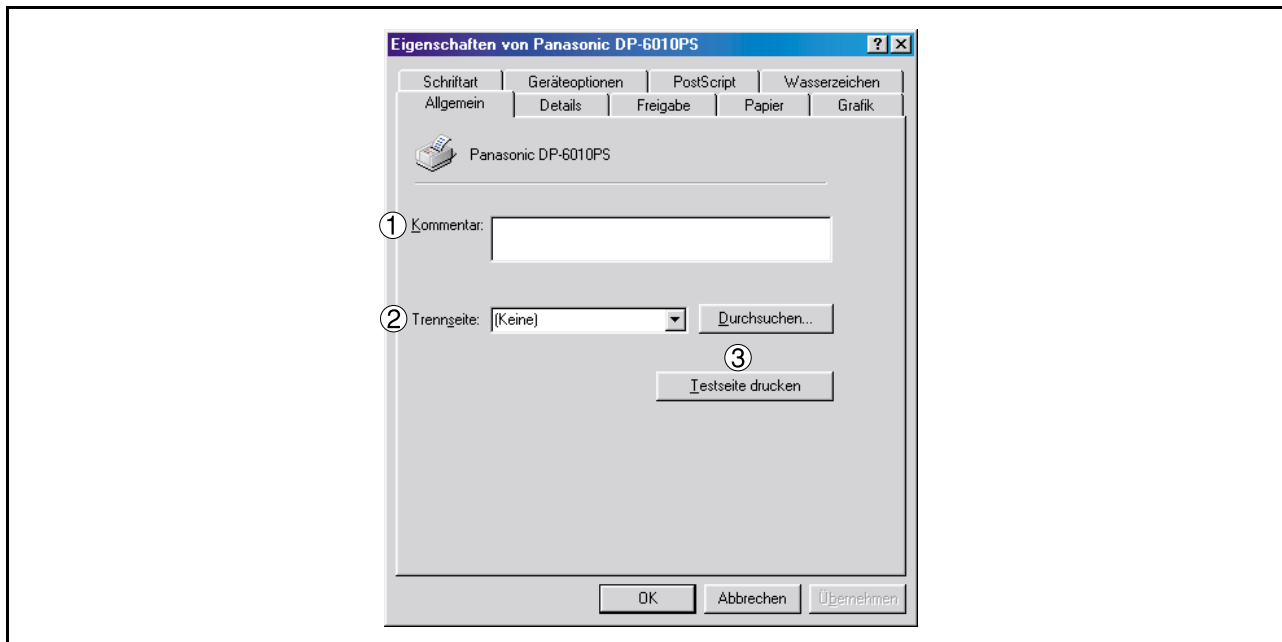 Eigenschaften von Panasonic DP-6010PS ? X
Schriftart Geräteoptionen PostScript Wasserzeichen
Allgemein Details Freigabe Papier Grafik
Panasonic DP-6010PS
① Kommentar:
② Trennseite: (Keine) Durchsuchen...
③
Testseite drucken
OK Abbrechen Übernehmen